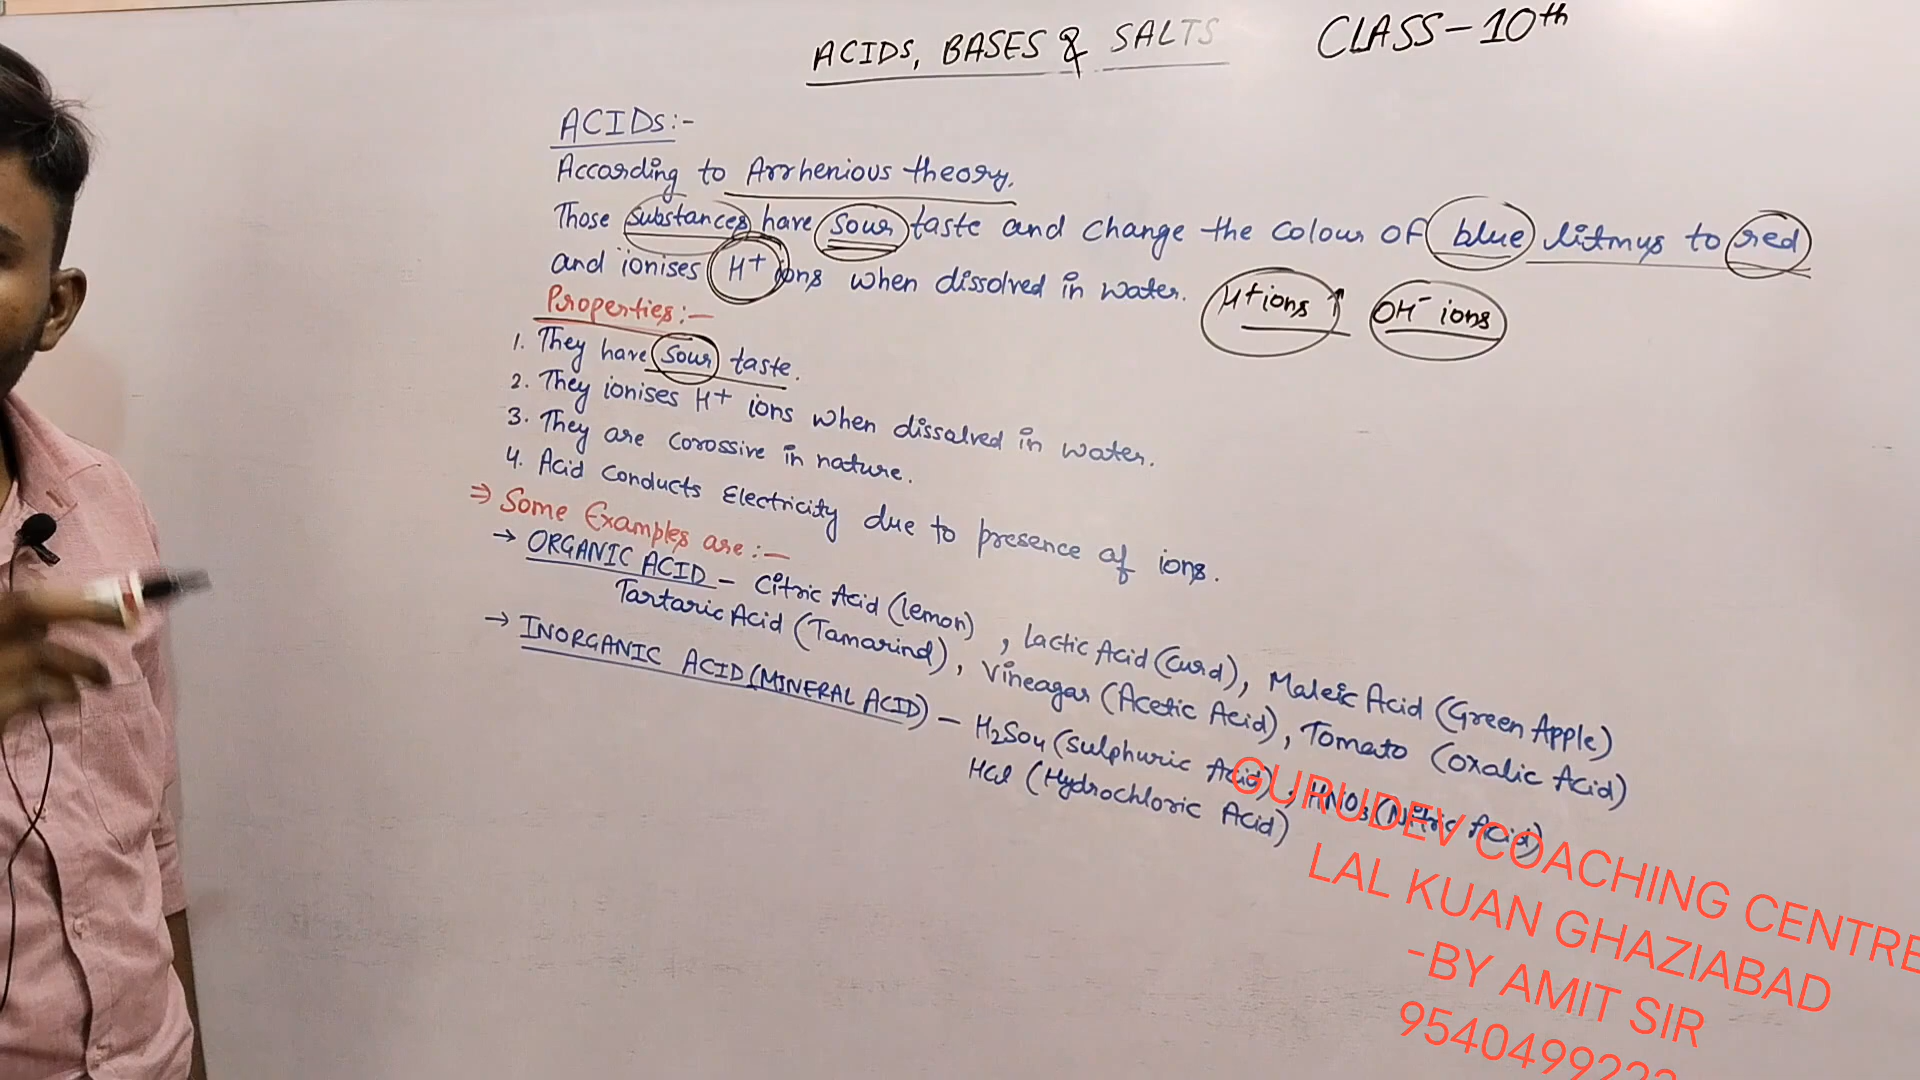 ACIDS, BASES & SALTS CLASS-10th
ACIDs:-
According to Arrhenious theory.
Those substances have sour taste and change the colour of blue litmus to red
and ionises H+ ions when dissolved in water. H+ ions ↑ OH- ions
Properties:-
1. They have sour taste.
2. They ionises H+ ions when dissolved in water.
3. They are corossive in nature.
4. Acid conducts Electricity due to presence of ions.
⇒ Some Examples are:-
→ ORGANIC ACID - Citric Acid (lemon), Lactic Acid (Curd), Maleic Acid (Green Apple)
Tartaric Acid (Tamarind), Vineagar (Acetic Acid), Tomato (Oxalic Acid)
→ INORGANIC ACID (MINERAL ACID) - H2SO4 (Sulphuric Acid), HNO3 (Nitric Acid)
HCl (Hydrochloric Acid)
GURUDEV COACHING CENTRE
LAL KUAN GHAZIABAD
-BY AMIT SIR